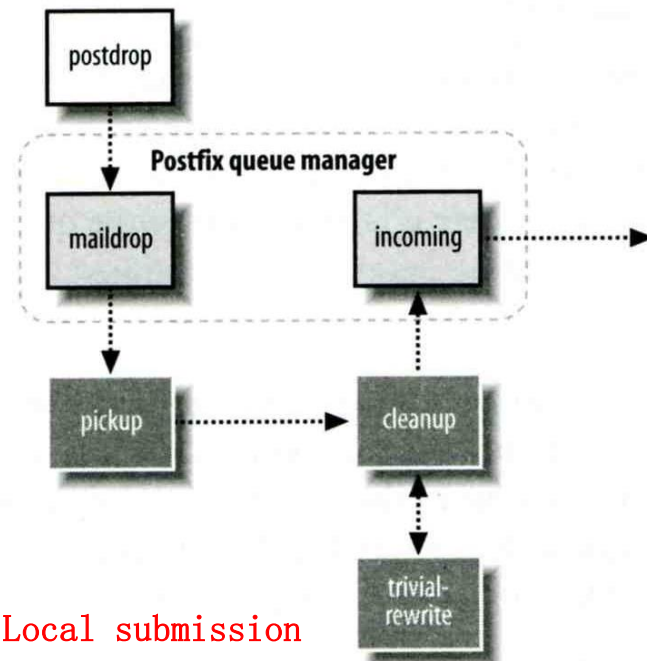 postdrop
Postfix queue manager
maildrop
incoming
pickup
cleanup
trivial-
rewrite
Local submission